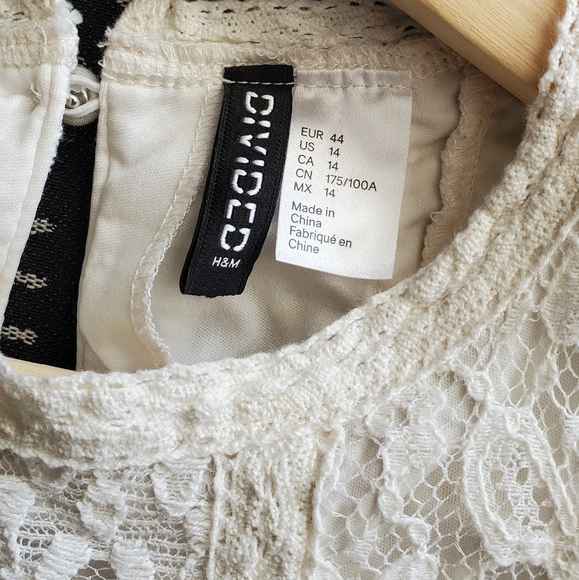 DIVIDED
H&M
EUR 44
US 14
CA 14
CN 175/100A
MX 14
Made in
China
Fabriqué en
Chine